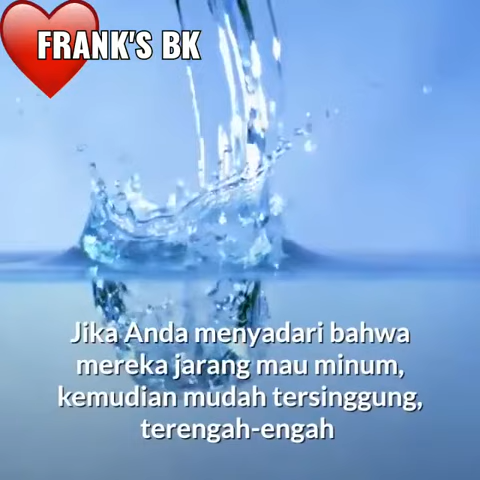 FRANK'S BK
Jika Anda menyadari bahwa
mereka jarang mau minum,
kemudian mudah tersinggung,
terengah-engah